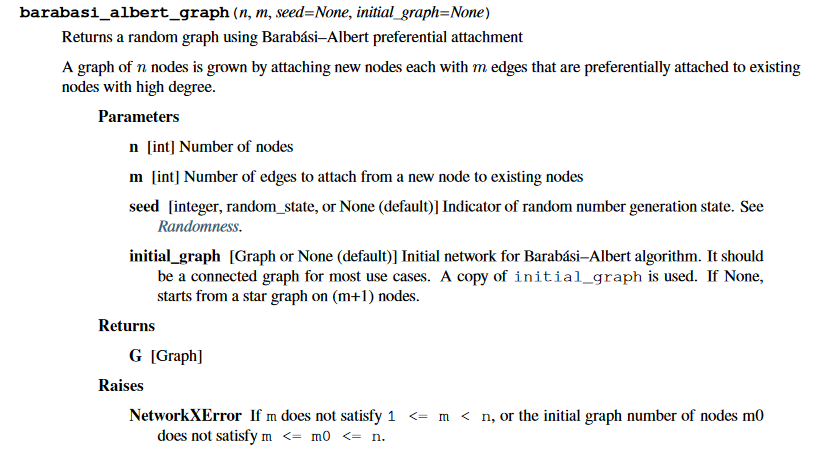 barabasi_albert_graph(n, m, seed=None, initial_graph=None)
Returns a random graph using Barabási–Albert preferential attachment
A graph of n nodes is grown by attaching new nodes each with m edges that are preferentially attached to existing
nodes with high degree.
Parameters
n [int] Number of nodes
m [int] Number of edges to attach from a new node to existing nodes
seed [integer, random_state, or None (default)] Indicator of random number generation state. See
Randomness.
initial_graph [Graph or None (default)] Initial network for Barabási–Albert algorithm. It should
be a connected graph for most use cases. A copy of initial_graph is used. If None,
starts from a star graph on (m+1) nodes.
Returns
G [Graph]
Raises
NetworkXError If m does not satisfy 1 <= m < n, or the initial graph number of nodes m0
does not satisfy m <= m0 <= n.